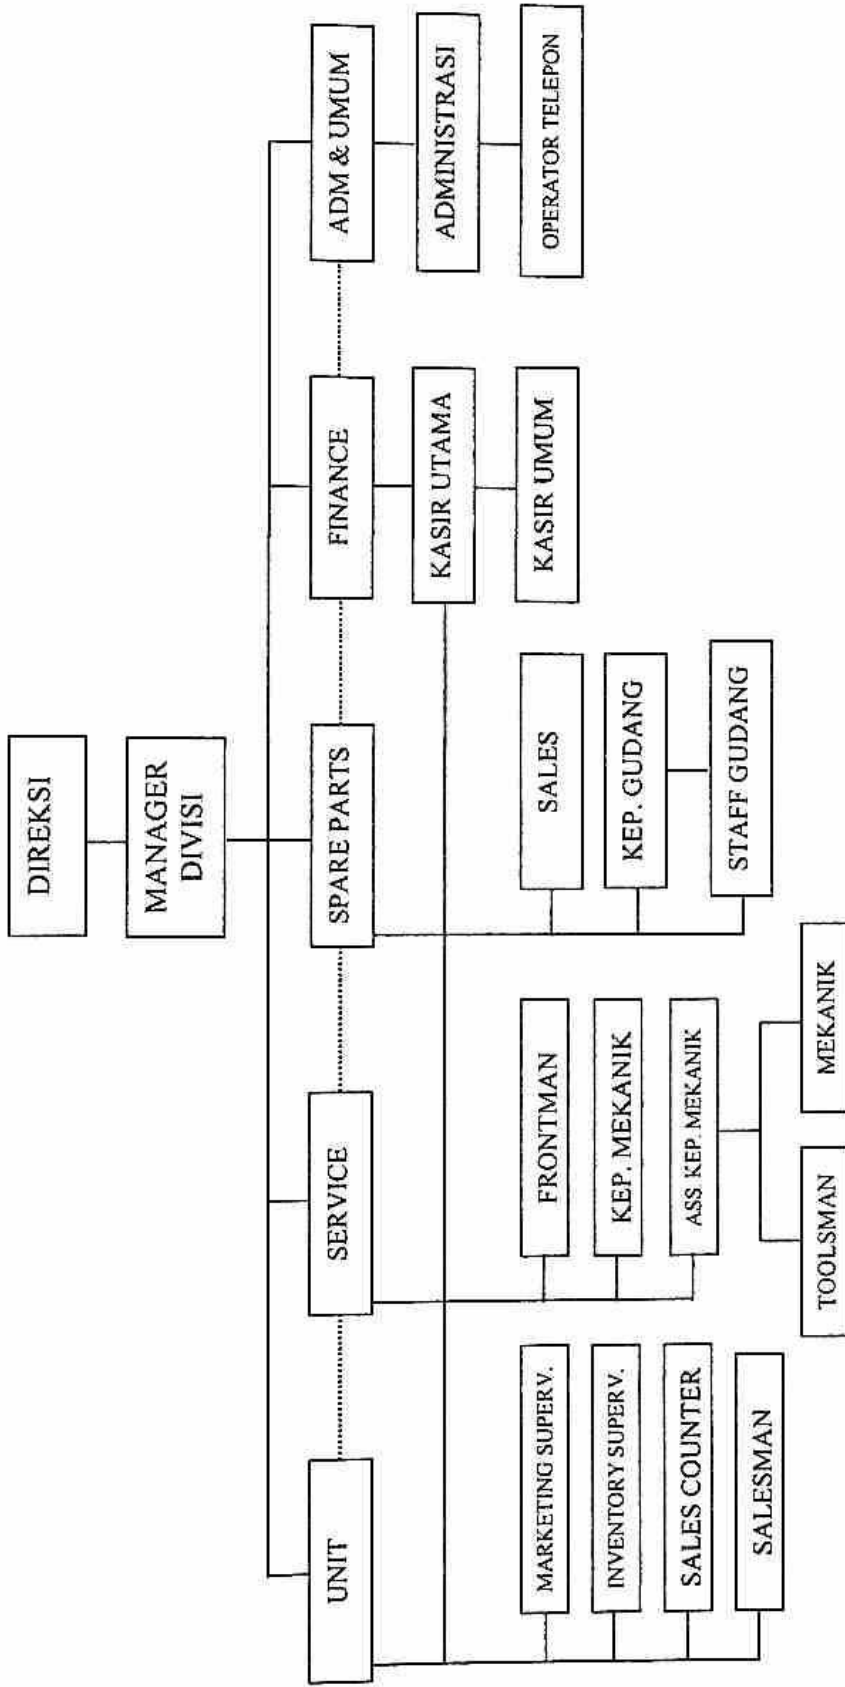 DIREKSI
MANAGER
DIVISI
UNIT
SERVICE
SPARE PARTS
FINANCE
ADM & UMUM
MARKETING SUPERV.
INVENTORY SUPERV.
SALES COUNTER
SALESMAN
FRONTMAN
KEP. MEKANIK
ASS. KEP. MEKANIK
TOOLSMAN
MEKANIK
SALES
KEP. GUDANG
STAFF GUDANG
KASIR UTAMA
KASIR UMUM
ADMINISTRASI
OPERATOR TELEPON